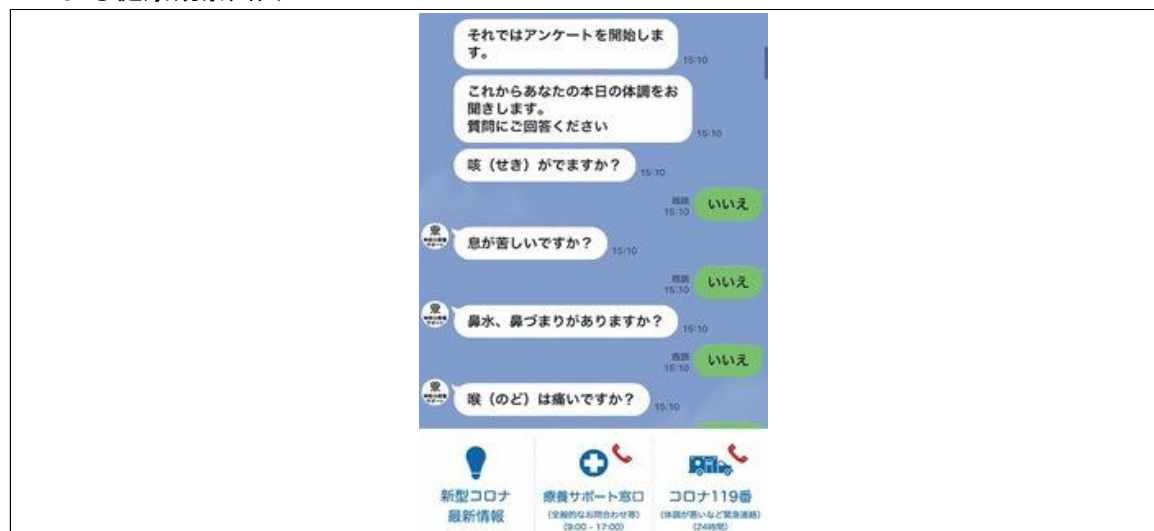 それではアンケートを開始しま
す。
15:10
これからあなたの本日の体調をお
聞きします。
質問にご回答ください
15:10
咳（せき）がでますか？
15:10
既読
15:10
いいえ
息が苦しいですか？
15:10
既読
15:10
いいえ
鼻水、鼻づまりがありますか？
15:10
既読
15:10
いいえ
喉（のど）は痛いですか？
15:10
新型コロナ
最新情報
療養サポート窓口
(全般的なお問合わせ等)
(9:00 - 17:00)
コロナ119番
(体調が悪いなど緊急連絡)
(24時間)